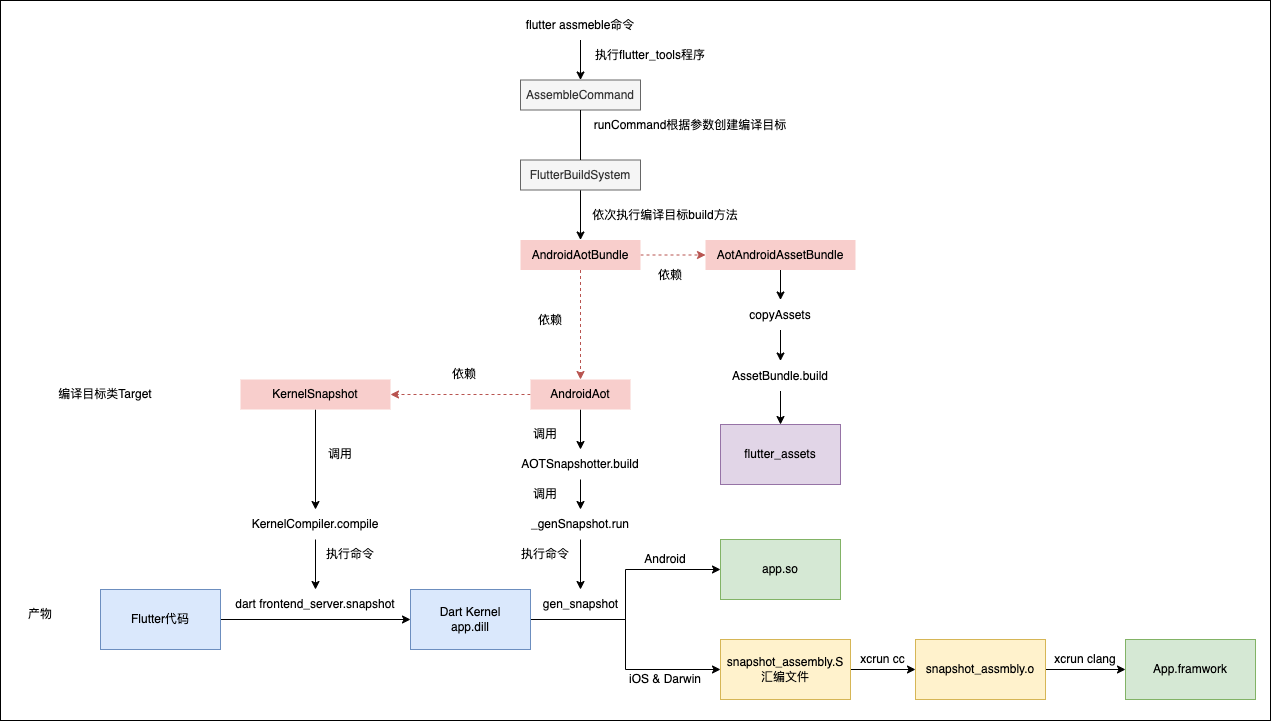 flutter assmeble命令
执行flutter_tools程序
AssembleCommand
runCommand根据参数创建编译目标
FlutterBuildSystem
依次执行编译目标build方法
AndroidAotBundle
AotAndroidAssetBundle
依赖
copyAssets
依赖
AssetBundle.build
依赖
编译目标类Target
KernelSnapshot
AndroidAot
调用
调用
flutter_assets
AOTSnapshotter.build
调用
KernelCompiler.compile
_genSnapshot.run
执行命令
执行命令
Android
app.so
dart frontend_server.snapshot
gen_snapshot
产物
Flutter代码
Dart Kernel
app.dill
iOS & Darwin
snapshot_assembly.S
汇编文件
xcrun cc
snapshot_assmbly.o
xcrun clang
App.framwork